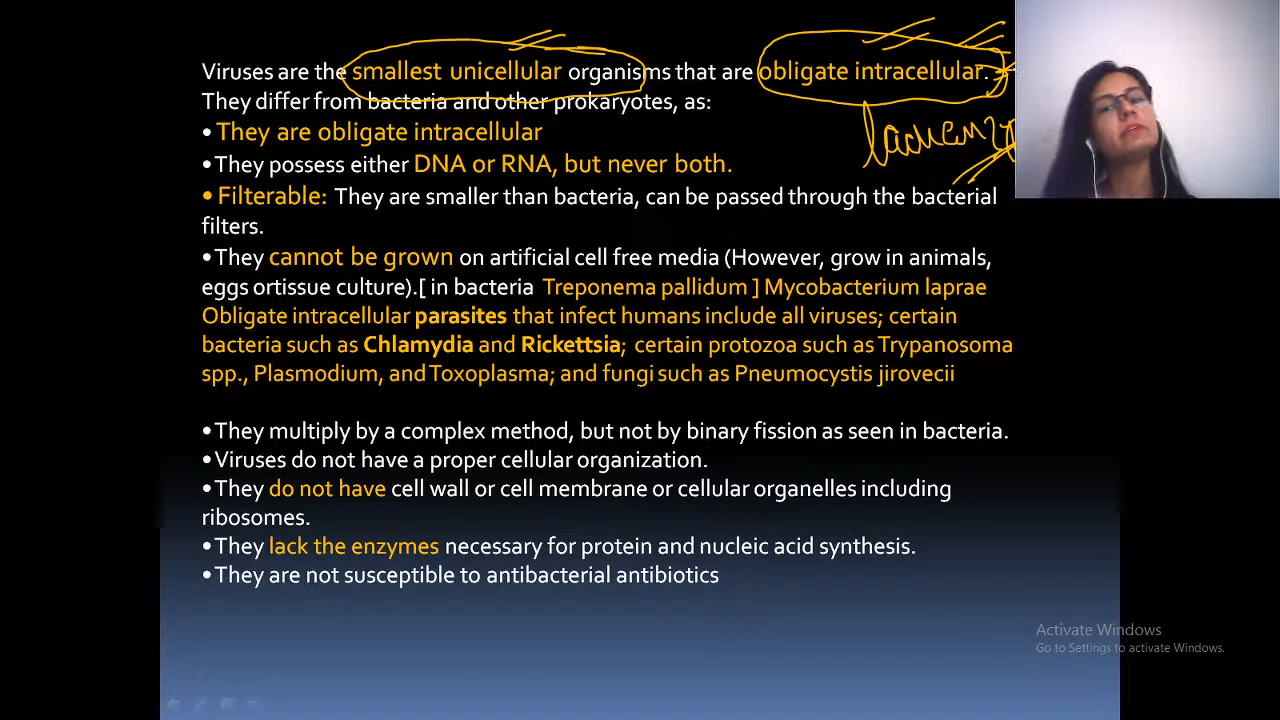 Viruses are the smallest unicellular organisms that are obligate intracellular.
They differ from bacteria and other prokaryotes, as:
•They are obligate intracellular
•They possess either DNA or RNA, but never both.
• Filterable: They are smaller than bacteria, can be passed through the bacterial
filters.
•They cannot be grown on artificial cell free media (However, grow in animals,
eggs ortissue culture).[ in bacteria Treponema pallidum ] Mycobacterium laprae
Obligate intracellular parasites that infect humans include all viruses; certain
bacteria such as Chlamydia and Rickettsia; certain protozoa such as Trypanosoma
spp., Plasmodium, and Toxoplasma; and fungi such as Pneumocystis jirovecii
•They multiply by a complex method, but not by binary fission as seen in bacteria.
•Viruses do not have a proper cellular organization.
•They do not have cell wall or cell membrane or cellular organelles including
ribosomes.
•They lack the enzymes necessary for protein and nucleic acid synthesis.
•They are not susceptible to antibacterial antibiotics
Activate Windows
Go to Settings to activate Windows.